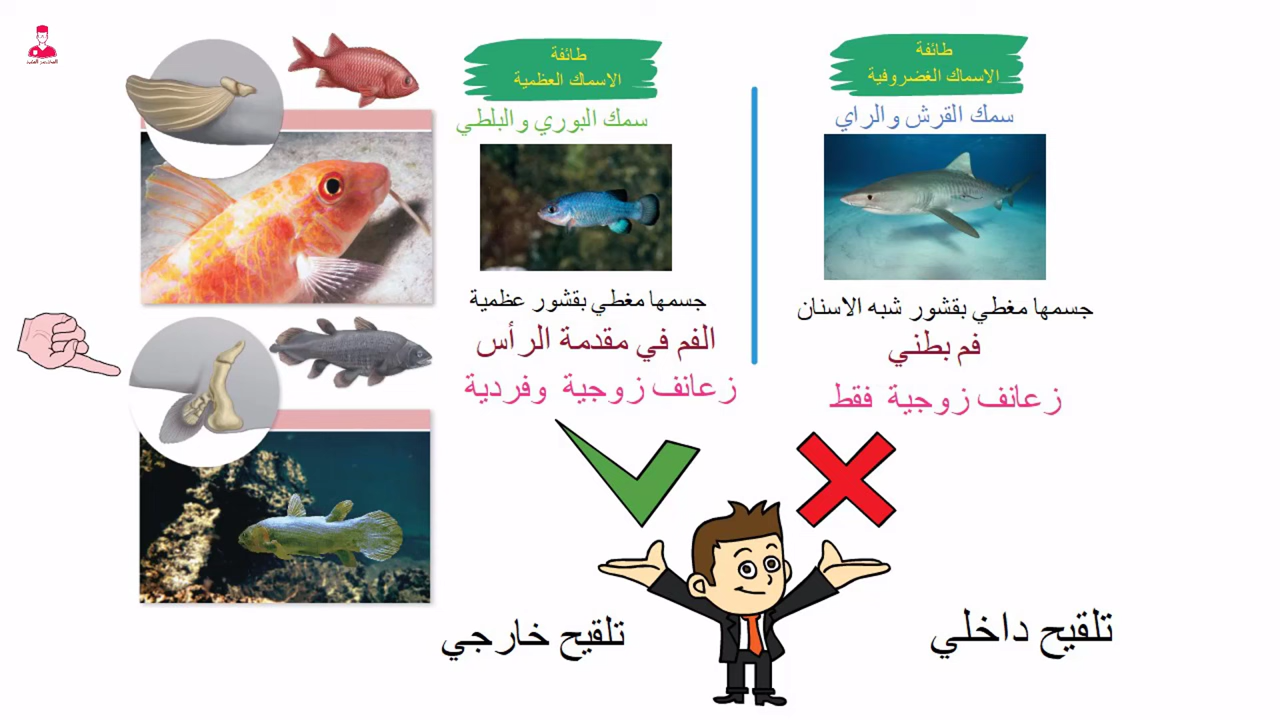 طائفة
الاسماك الغضروفية
سمك القرش والراي
جسمها مغطي بقشور شبه الاسنان
فم بطني
زعانف زوجية فقط
تلقيح داخلي
طائفة
الاسماك العظمية
سمك البوري والبلطي
جسمها مغطي بقشور عظمية
الفم في مقدمة الرأس
زعانف زوجية وفردية
تلقيح خارجي